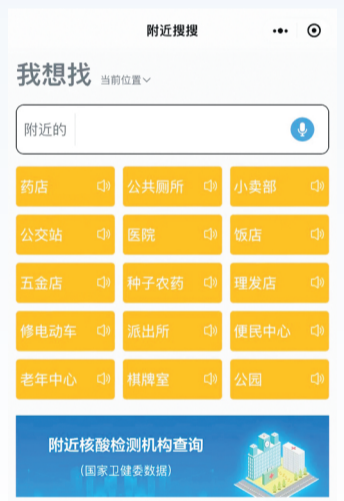 附近搜搜
我想找 当前位置
附近的
药店 公共厕所 小卖部
公交站 医院 饭店
五金店 种子农药 理发店
修电动车 派出所 便民中心
老年中心 棋牌室 公园
附近核酸检测机构查询
(国家卫健委数据)